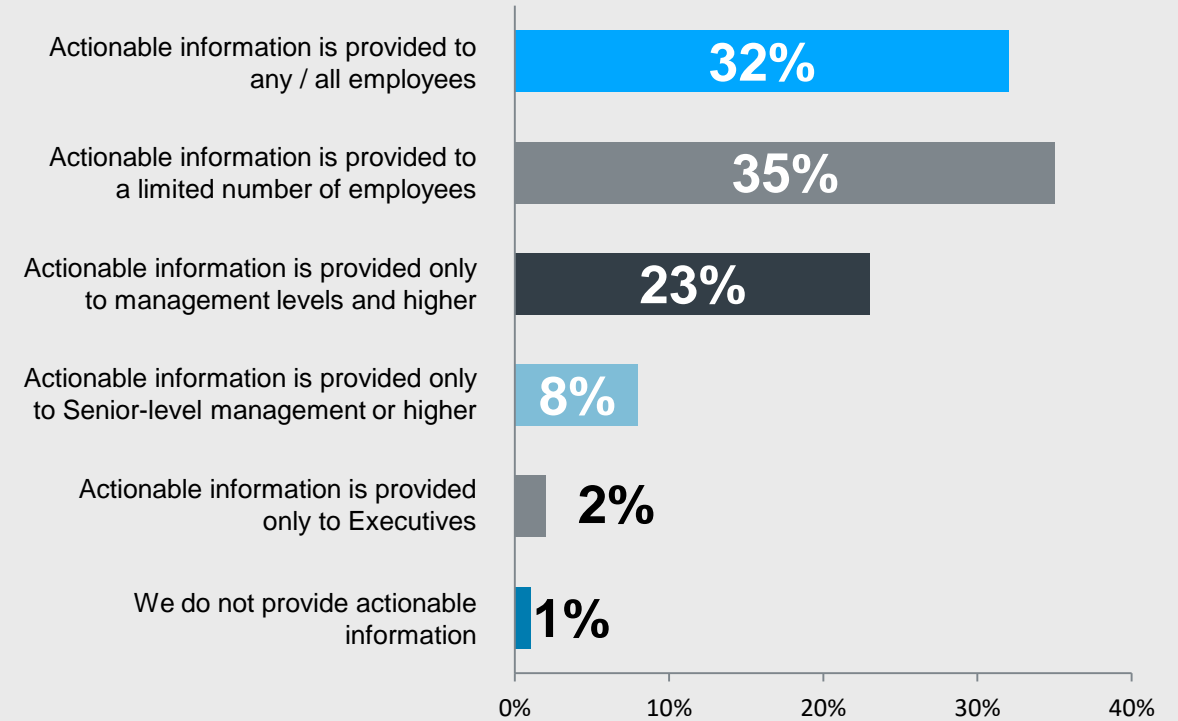 Actionable information is provided to
any / all employees
32%
Actionable information is provided to
a limited number of employees
35%
Actionable information is provided only
to management levels and higher
23%
Actionable information is provided only
to Senior-level management or higher
8%
Actionable information is provided
only to Executives
2%
We do not provide actionable
information
1%
0% 10% 20% 30% 40%